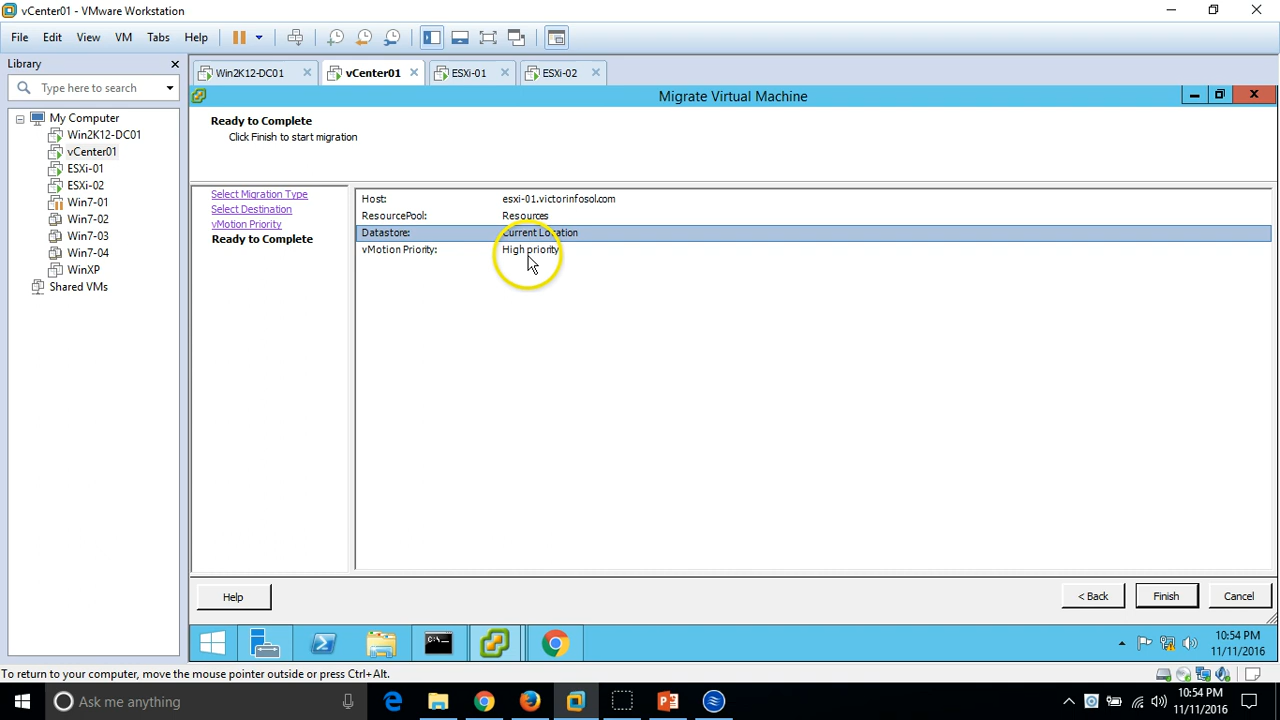 vCenter01 - VMware Workstation
File Edit View VM Tabs Help
Library
Type here to search
My Computer
Win2K12-DC01
vCenter01
ESXi-01
ESXi-02
Win7-01
Win7-02
Win7-03
Win7-04
WinXP
Shared VMs
Win2K12-DC01 vCenter01 ESXi-01 ESXi-02
Migrate Virtual Machine
Ready to Complete
Click Finish to start migration
Select Migration Type
Select Destination
vMotion Priority
Ready to Complete
Host: esxi-01.victorinfosol.com
ResourcePool: Resources
Datastore: Current Location
vMotion Priority: High priority
Help < Back Finish Cancel
10:54 PM
11/11/2016
To return to your computer, move the mouse pointer outside or press Ctrl+Alt.
Ask me anything
10:54 PM
11/11/2016